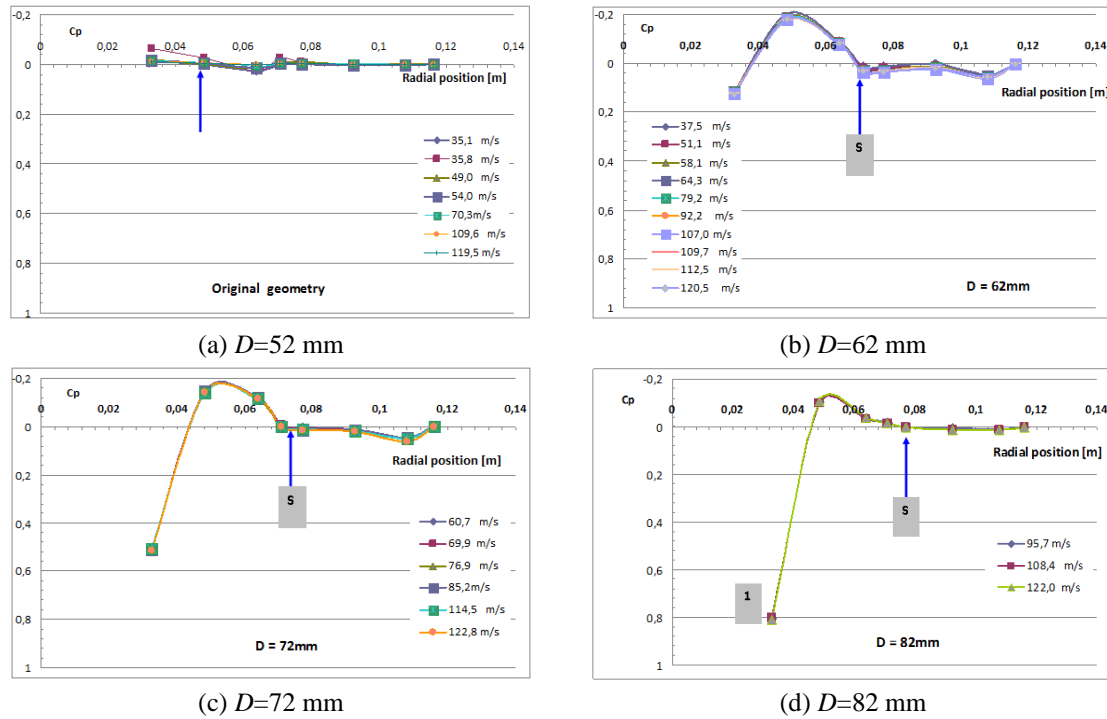 -0,2
Cp
0 0,02 0,04 0,06 0,08 0,1 0,12 0,14
0
Radial position [m]
0,2
0,4
0,6
0,8
1
35,1 m/s
35,8 m/s
49,0 m/s
54,0 m/s
70,3m/s
109,6 m/s
119,5 m/s
Original geometry
(a) D=52 mm
-0,2
Cp
0 0,02 0,04 0,06 0,08 0,1 0,12 0,14
0
Radial position [m]
0,2
0,4
0,6
0,8
1
S
37,5 m/s
51,1 m/s
58,1 m/s
64,3 m/s
79,2 m/s
92,2 m/s
107,0 m/s
109,7 m/s
112,5 m/s
120,5 m/s
D = 62mm
(b) D=62 mm
-0,2
Cp
0 0,02 0,04 0,06 0,08 0,1 0,12 0,14
0
Radial position [m]
0,2
0,4
0,6
0,8
1
S
60,7 m/s
69,9 m/s
76,9 m/s
85,2m/s
114,5 m/s
122,8 m/s
D = 72mm
(c) D=72 mm
-0,2
Cp
0 0,02 0,04 0,06 0,08 0,1 0,12 0,14
0
Radial position [m]
0,2
0,4
0,6
0,8
1
S
1
95,7 m/s
108,4 m/s
122,0 m/s
D = 82mm
(d) D=82 mm